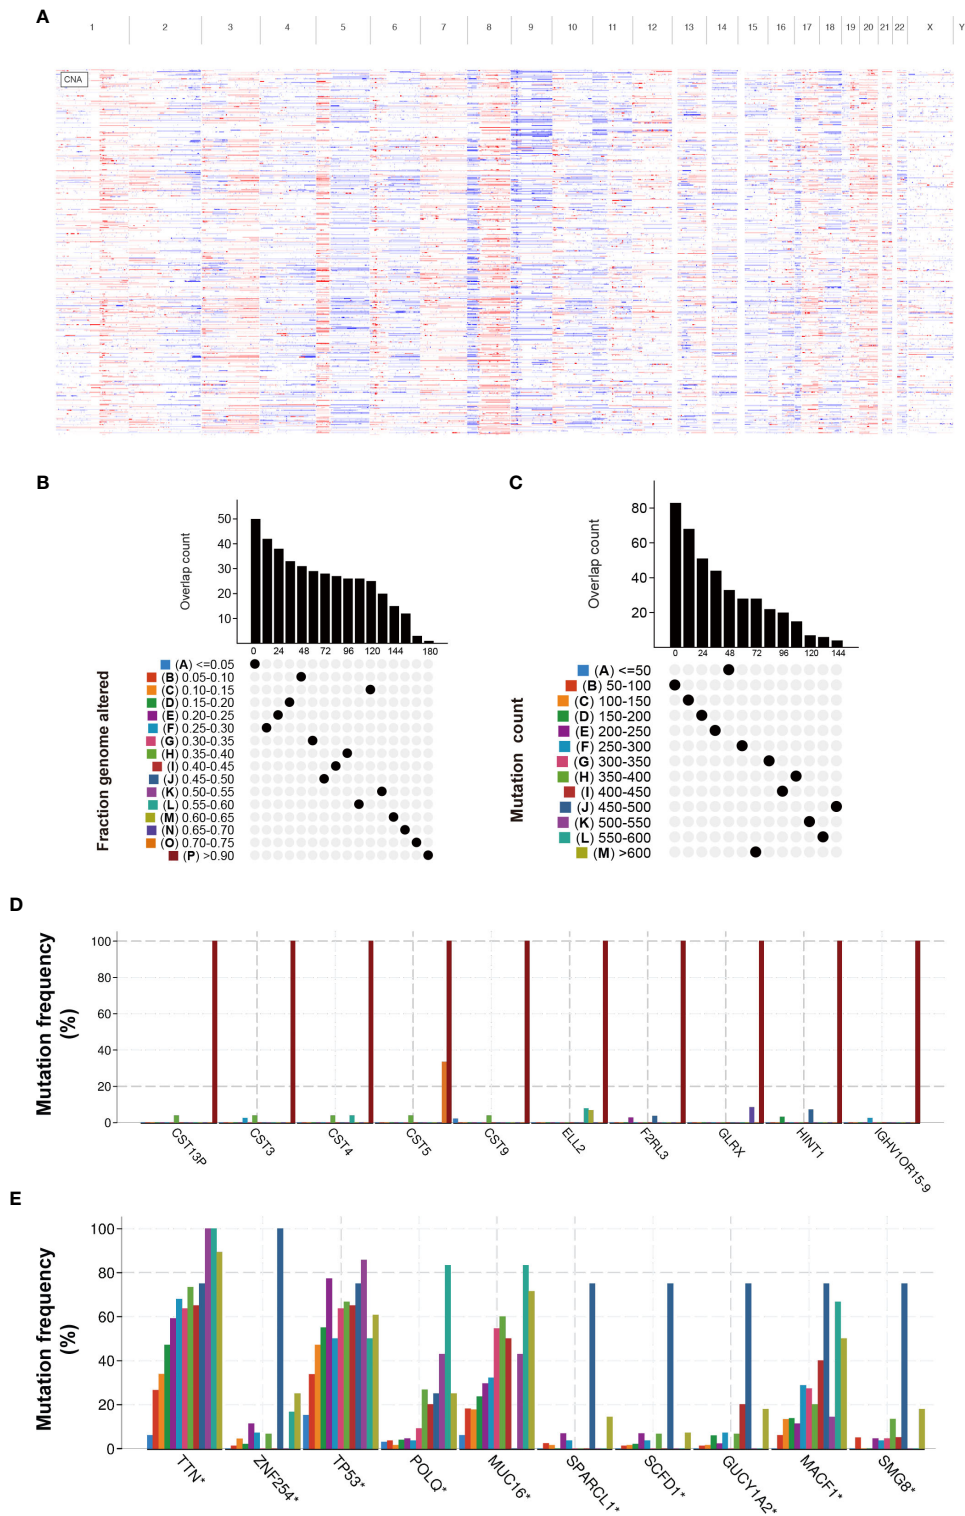 A
1 2 3 4 5 6 7 8 9 10 11 12 13 14 15 16 17 18 19 20 21 22 X Y
CNA
B
Overlap count
50
40
30
20
10
0 24 48 72 96 120 144 180
Fraction genome altered
(A) <=0.05
(B) 0.05-0.10
(C) 0.10-0.15
(D) 0.15-0.20
(E) 0.20-0.25
(F) 0.25-0.30
(G) 0.30-0.35
(H) 0.35-0.40
(I) 0.40-0.45
(J) 0.45-0.50
(K) 0.50-0.55
(L) 0.55-0.60
(M) 0.60-0.65
(N) 0.65-0.70
(O) 0.70-0.75
(P) >0.90
C
Overlap count
80
60
40
20
0 24 48 72 96 120 144
Mutation count
(A) <=50
(B) 50-100
(C) 100-150
(D) 150-200
(E) 200-250
(F) 250-300
(G) 300-350
(H) 350-400
(I) 400-450
(J) 450-500
(K) 500-550
(L) 550-600
(M) >600
D
Mutation frequency
(%)
100
80
60
40
20
0
CST13P CST3 CST4 CST5 CST9 ELL2 F2RL3 GLRX HINT1 IGHV1OR15-9
E
Mutation frequency
(%)
100
80
60
40
20
0
TTN* ZNF254* TP53* POLQ* MUC16* SPARCL1* SCFD1* GUCY1A2* MACF1* SMG8*